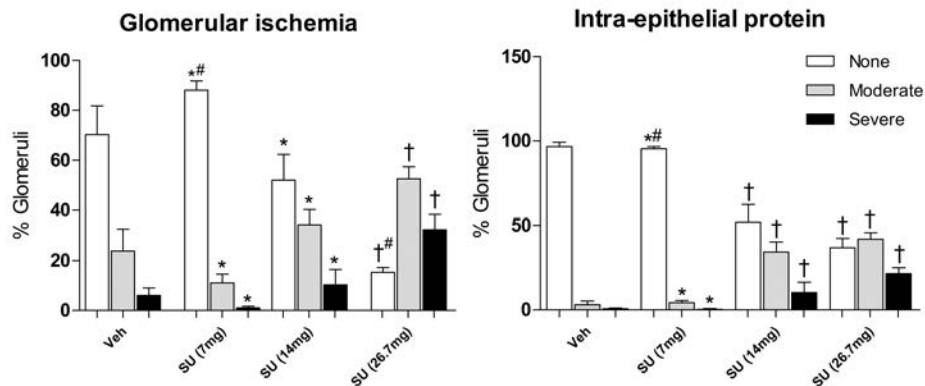 Glomerular ischemia
% Glomeruli
100
80
60
40
20
0
*#
*
*
*
*
*
†#
†
†
Veh
SU (7mg)
SU (14mg)
SU (26.7mg)
Intra-epithelial protein
% Glomeruli
150
100
50
0
*#
*
*
†
†
†
†
†
†
Veh
SU (7mg)
SU (14mg)
SU (26.7mg)
None
Moderate
Severe